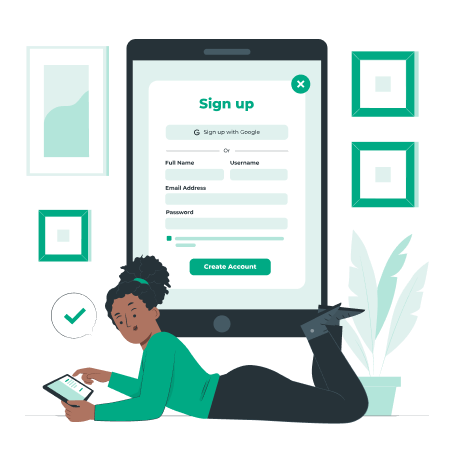 Sign up
G Sign up with Google
Or
Full Name Username
Email Address
Password
Create Account